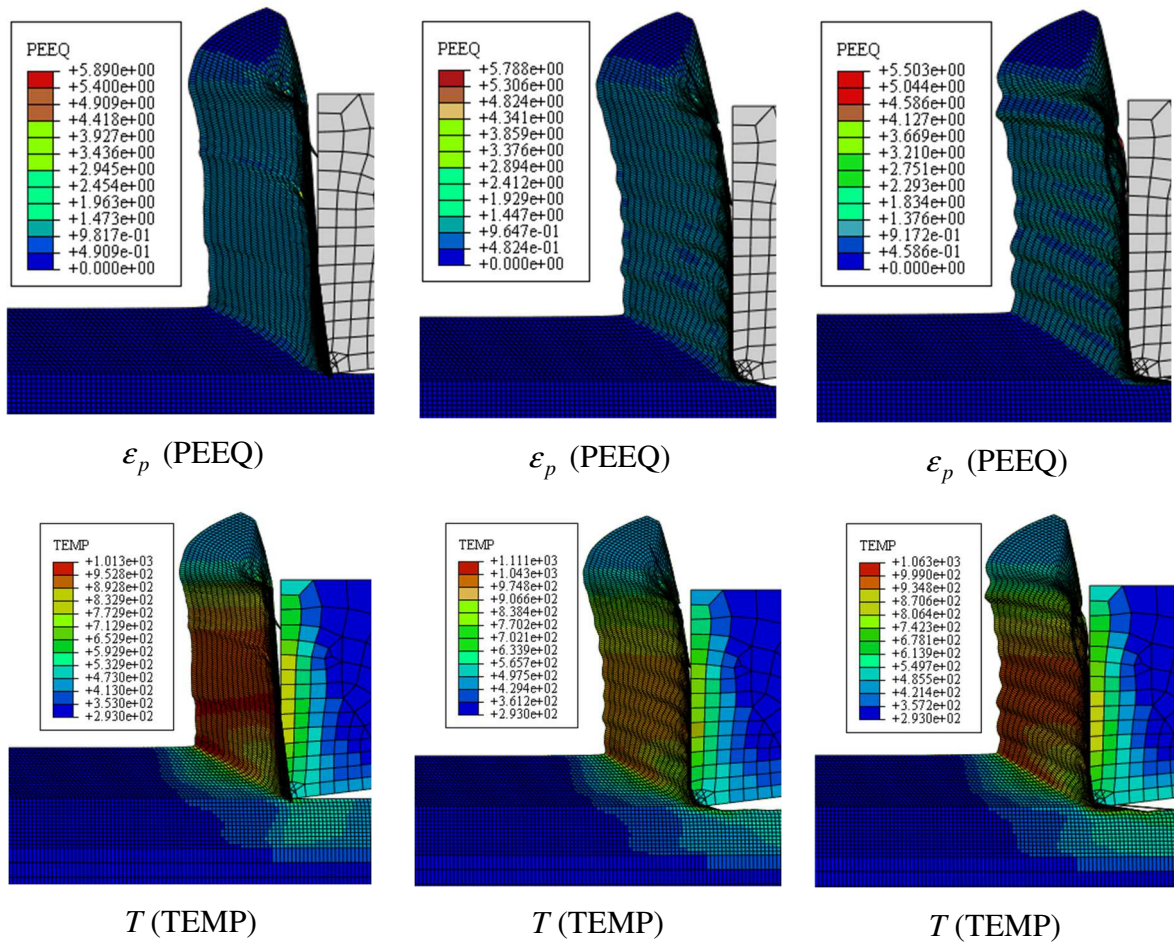 PEEQ
+5.890e+00
+5.400e+00
+4.909e+00
+4.418e+00
+3.927e+00
+3.436e+00
+2.945e+00
+2.454e+00
+1.963e+00
+1.473e+00
+9.817e-01
+4.909e-01
+0.000e+00
PEEQ
+5.788e+00
+5.306e+00
+4.824e+00
+4.341e+00
+3.859e+00
+3.376e+00
+2.894e+00
+2.412e+00
+1.929e+00
+1.447e+00
+9.647e-01
+4.824e-01
+0.000e+00
PEEQ
+5.503e+00
+5.044e+00
+4.586e+00
+4.127e+00
+3.669e+00
+3.210e+00
+2.751e+00
+2.293e+00
+1.834e+00
+1.376e+00
+9.172e-01
+4.586e-01
+0.000e+00
ε_p (PEEQ)
ε_p (PEEQ)
ε_p (PEEQ)
TEMP
+1.013e+03
+9.528e+02
+8.928e+02
+8.329e+02
+7.729e+02
+7.129e+02
+6.529e+02
+5.929e+02
+5.329e+02
+4.730e+02
+4.130e+02
+3.530e+02
+2.930e+02
TEMP
+1.111e+03
+1.043e+03
+9.748e+02
+9.066e+02
+8.384e+02
+7.702e+02
+7.021e+02
+6.339e+02
+5.657e+02
+4.975e+02
+4.294e+02
+3.612e+02
+2.930e+02
TEMP
+1.063e+03
+9.990e+02
+9.348e+02
+8.706e+02
+8.064e+02
+7.423e+02
+6.781e+02
+6.139e+02
+5.497e+02
+4.855e+02
+4.214e+02
+3.572e+02
+2.930e+02
T (TEMP)
T (TEMP)
T (TEMP)